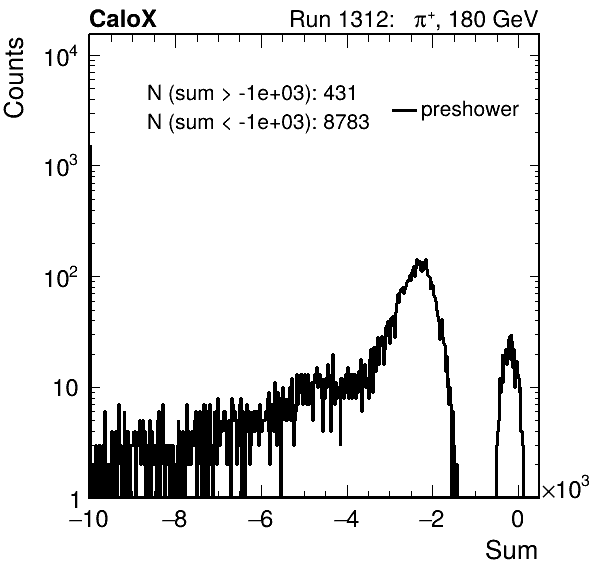 CaloX Run 1312: π⁺, 180 GeV
Counts
N (sum > -1e+03): 431
N (sum < -1e+03): 8783
preshower
10⁴
10³
10²
10
1
−10 −8 −6 −4 −2 0
×10³
Sum